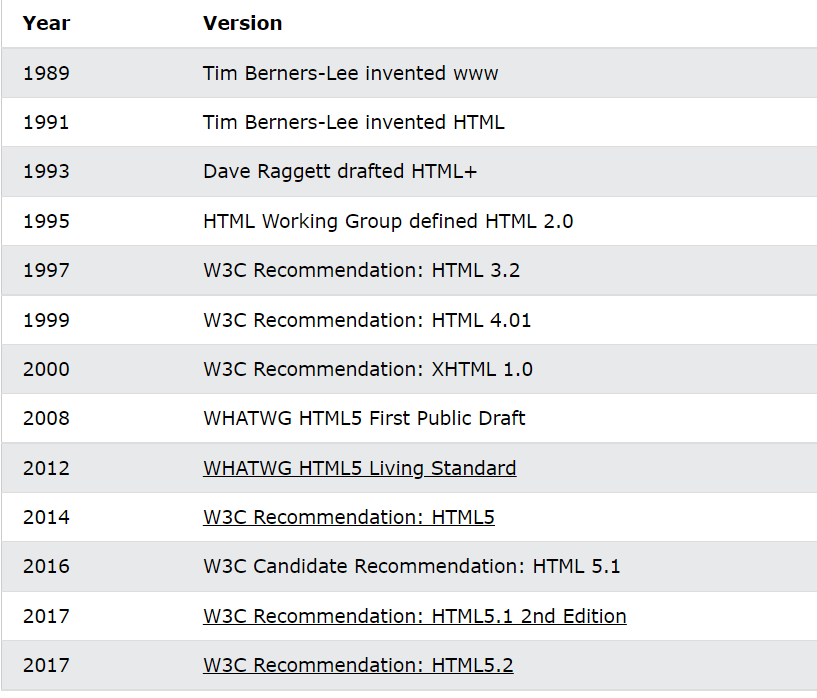 Year Version
1989 Tim Berners-Lee invented www
1991 Tim Berners-Lee invented HTML
1993 Dave Raggett drafted HTML+
1995 HTML Working Group defined HTML 2.0
1997 W3C Recommendation: HTML 3.2
1999 W3C Recommendation: HTML 4.01
2000 W3C Recommendation: XHTML 1.0
2008 WHATWG HTML5 First Public Draft
2012 WHATWG HTML5 Living Standard
2014 W3C Recommendation: HTML5
2016 W3C Candidate Recommendation: HTML 5.1
2017 W3C Recommendation: HTML5.1 2nd Edition
2017 W3C Recommendation: HTML5.2